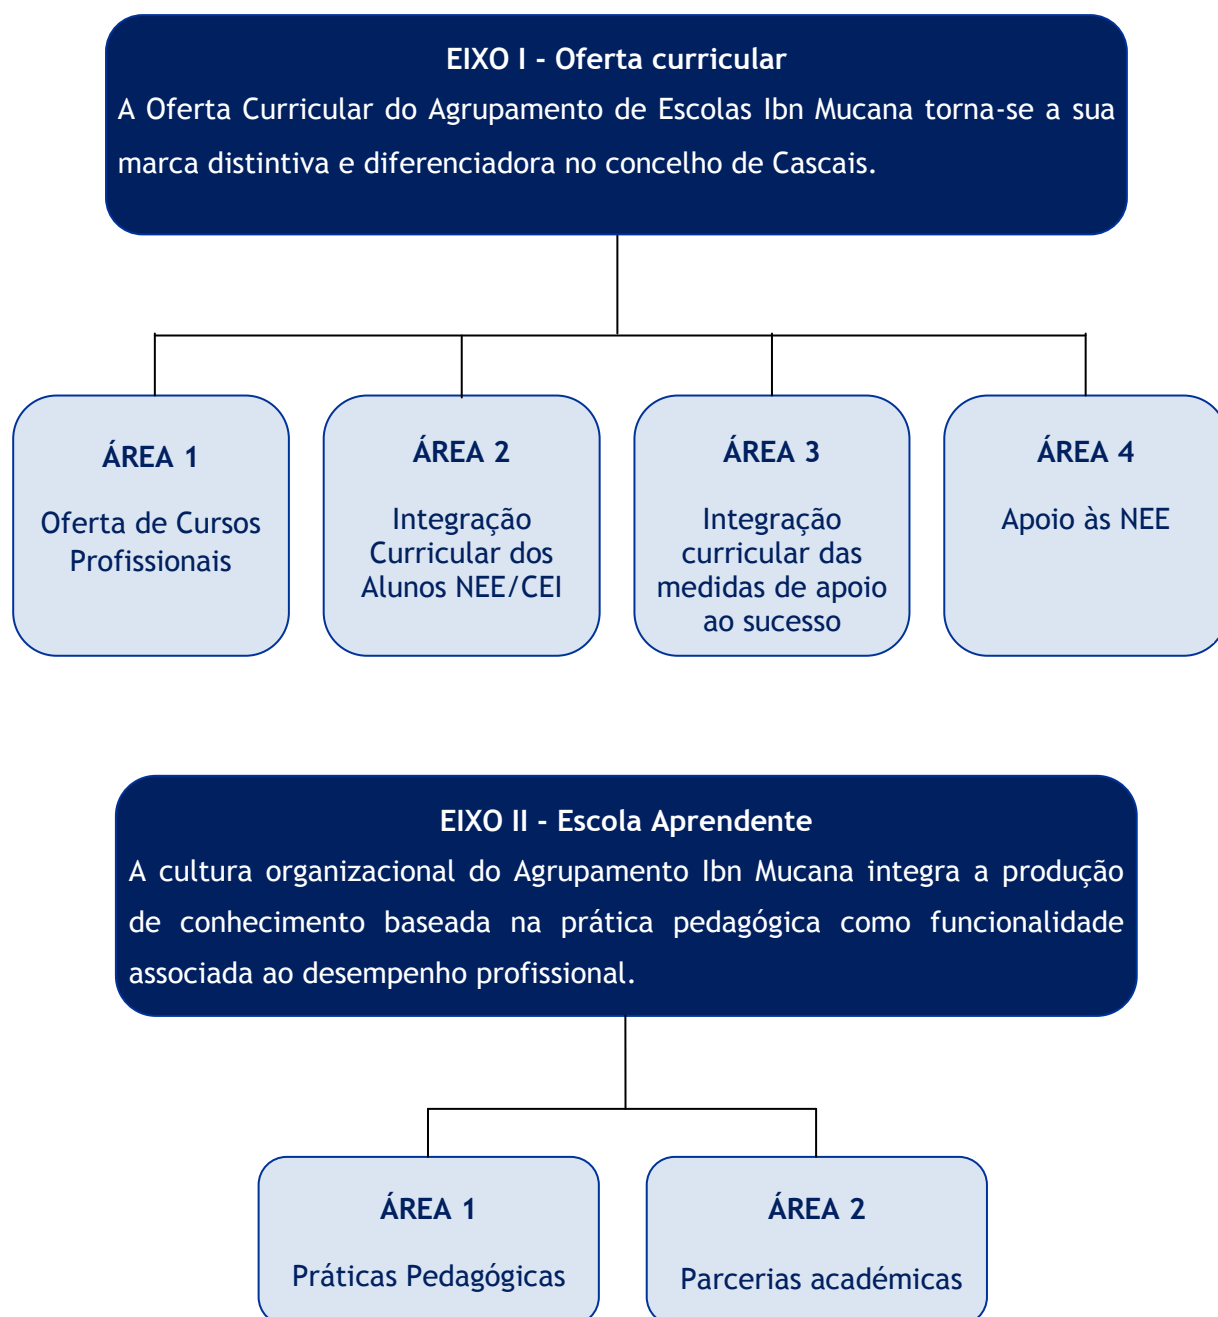 EIXO I - Oferta curricular
A Oferta Curricular do Agrupamento de Escolas Ibn Mucana torna-se a sua
marca distintiva e diferenciadora no concelho de Cascais.
ÁREA 1
Oferta de Cursos
Profissionais
ÁREA 2
Integração
Curricular dos
Alunos NEE/CEI
ÁREA 3
Integração
curricular das
medidas de apoio
ao sucesso
ÁREA 4
Apoio às NEE
EIXO II - Escola Aprendente
A cultura organizacional do Agrupamento Ibn Mucana integra a produção
de conhecimento baseada na prática pedagógica como funcionalidade
associada ao desempenho profissional.
ÁREA 1
Práticas Pedagógicas
ÁREA 2
Parcerias académicas